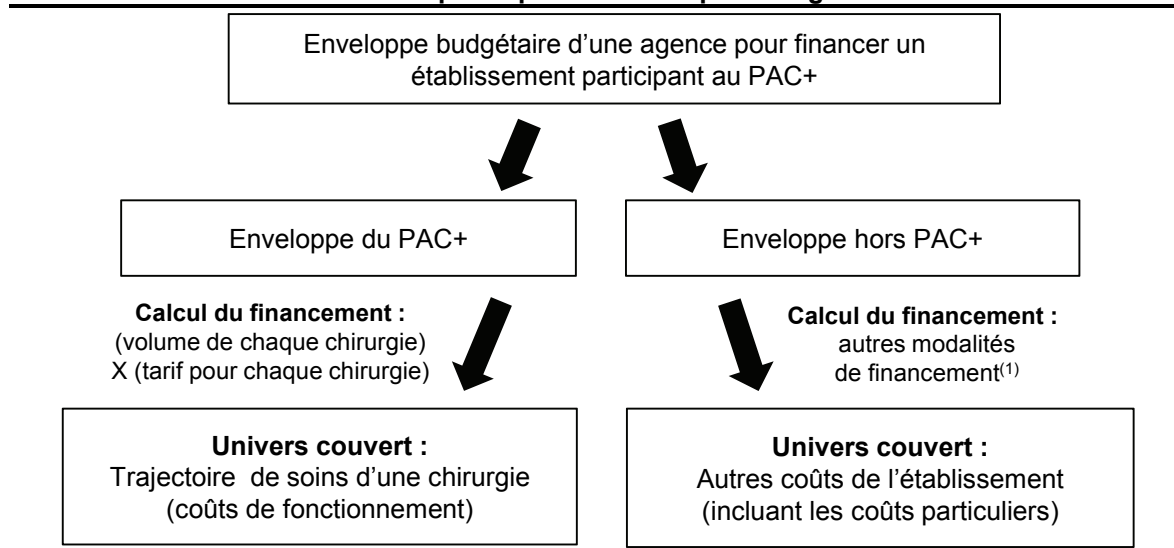 Enveloppe budgétaire d’une agence pour financer un
établissement participant au PAC+
Enveloppe du PAC+
Enveloppe hors PAC+
Calcul du financement :
(volume de chaque chirurgie)
X (tarif pour chaque chirurgie)
Calcul du financement :
autres modalités
de financement(1)
Univers couvert :
Trajectoire de soins d’une chirurgie
(coûts de fonctionnement)
Univers couvert :
Autres coûts de l’établissement
(incluant les coûts particuliers)